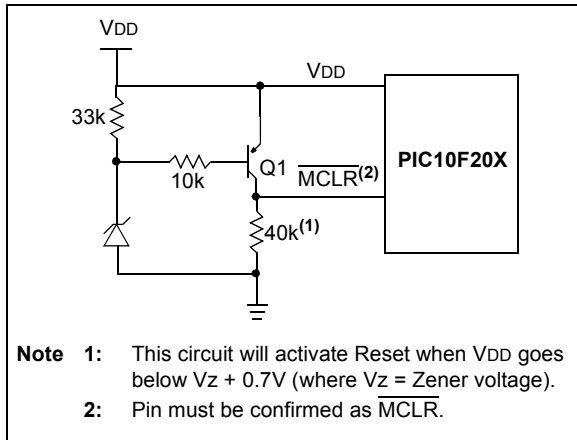 VDD
VDD
33k
PIC10F20X
Q1
MCLR(2)
10k
40k(1)
Note 1: This circuit will activate Reset when VDD goes
below Vz + 0.7V (where Vz = Zener voltage).
2: Pin must be confirmed as MCLR.